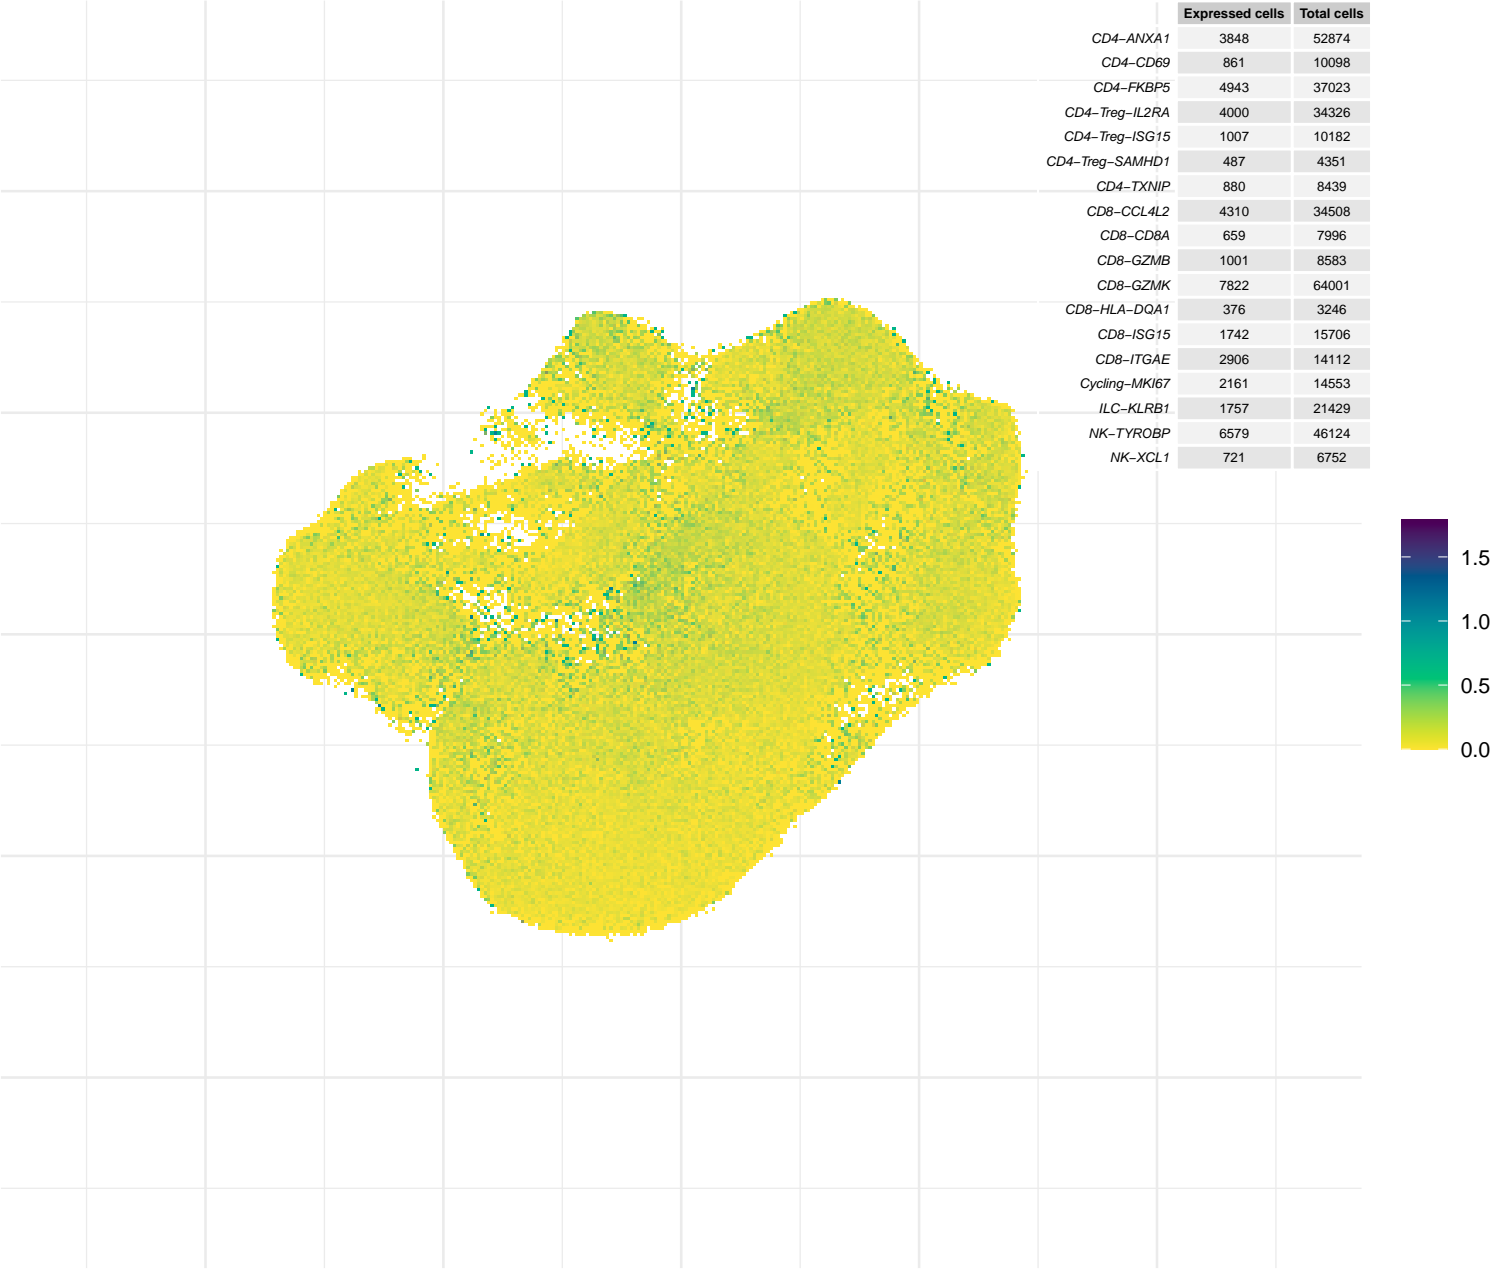 Expressed cells Total cells
CD4−ANXA1 3848 52874
CD4−CD69 861 10098
CD4−FKBP5 4943 37023
CD4−Treg−IL2RA 4000 34326
CD4−Treg−ISG15 1007 10182
CD4−Treg−SAMHD1 487 4351
CD4−TXNIP 880 8439
CD8−CCL4L2 4310 34508
CD8−CD8A 659 7996
CD8−GZMB 1001 8583
CD8−GZMK 7822 64001
CD8−HLA−DQA1 376 3246
CD8−ISG15 1742 15706
CD8−ITGAE 2906 14112
Cycling−MKI67 2161 14553
ILC−KLRB1 1757 21429
NK−TYROBP 6579 46124
NK−XCL1 721 6752
1.5
1.0
0.5
0.0